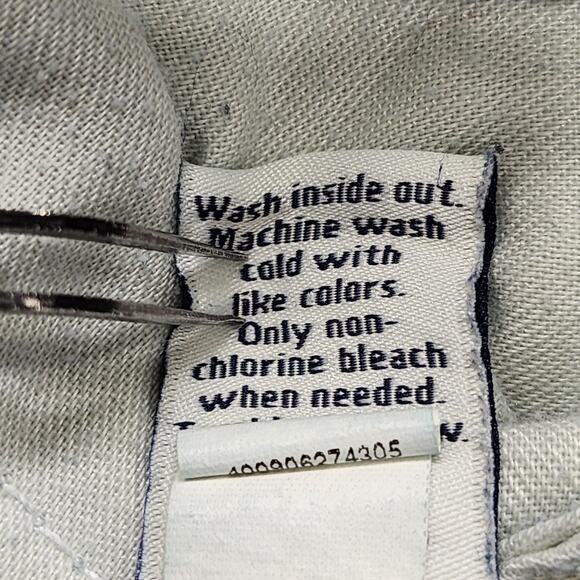 Wash inside out.
Machine wash
cold with
like colors.
Only non-
chlorine bleach
when needed.
400906274305